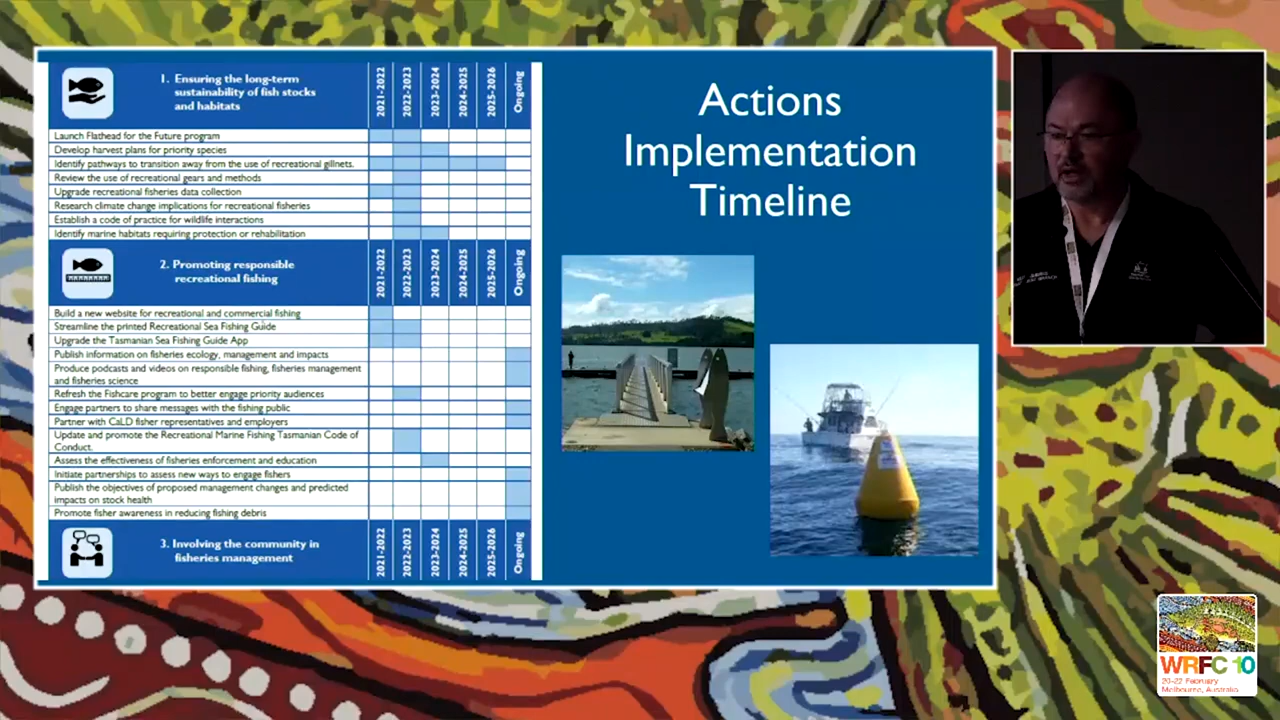 1. Ensuring the long-term
sustainability of fish stocks
and habitats
2021-2022
2022-2023
2023-2024
2024-2025
2025-2026
Ongoing
Launch Flathead for the Future program
Develop harvest plans for priority species
Identify pathways to transition away from the use of recreational gillnets.
Review the use of recreational gears and methods
Upgrade recreational fisheries data collection
Research climate change implications for recreational fisheries
Establish a code of practice for wildlife interactions
Identify marine habitats requiring protection or rehabilitation
2. Promoting responsible
recreational fishing
2021-2022
2022-2023
2023-2024
2024-2025
2025-2026
Ongoing
Build a new website for recreational and commercial fishing
Streamline the printed Recreational Sea Fishing Guide
Upgrade the Tasmanian Sea Fishing Guide App
Publish information on fisheries ecology, management and impacts
Produce podcasts and videos on responsible fishing, fisheries management
and fisheries science
Refresh the Fishcare program to better engage priority audiences
Engage partners to share messages with the fishing public
Partner with CaLD fisher representatives and employers
Update and promote the Recreational Marine Fishing Tasmanian Code of
Conduct.
Assess the effectiveness of fisheries enforcement and education
Initiate partnerships to assess new ways to engage fishers
Publish the objectives of proposed management changes and predicted
impacts on stock health
Promote fisher awareness in reducing fishing debris
3. Involving the community in
fisheries management
2021-2022
2022-2023
2023-2024
2024-2025
2025-2026
Ongoing
Actions
Implementation
Timeline
WRFC 10
20-22 February
Melbourne, Australia